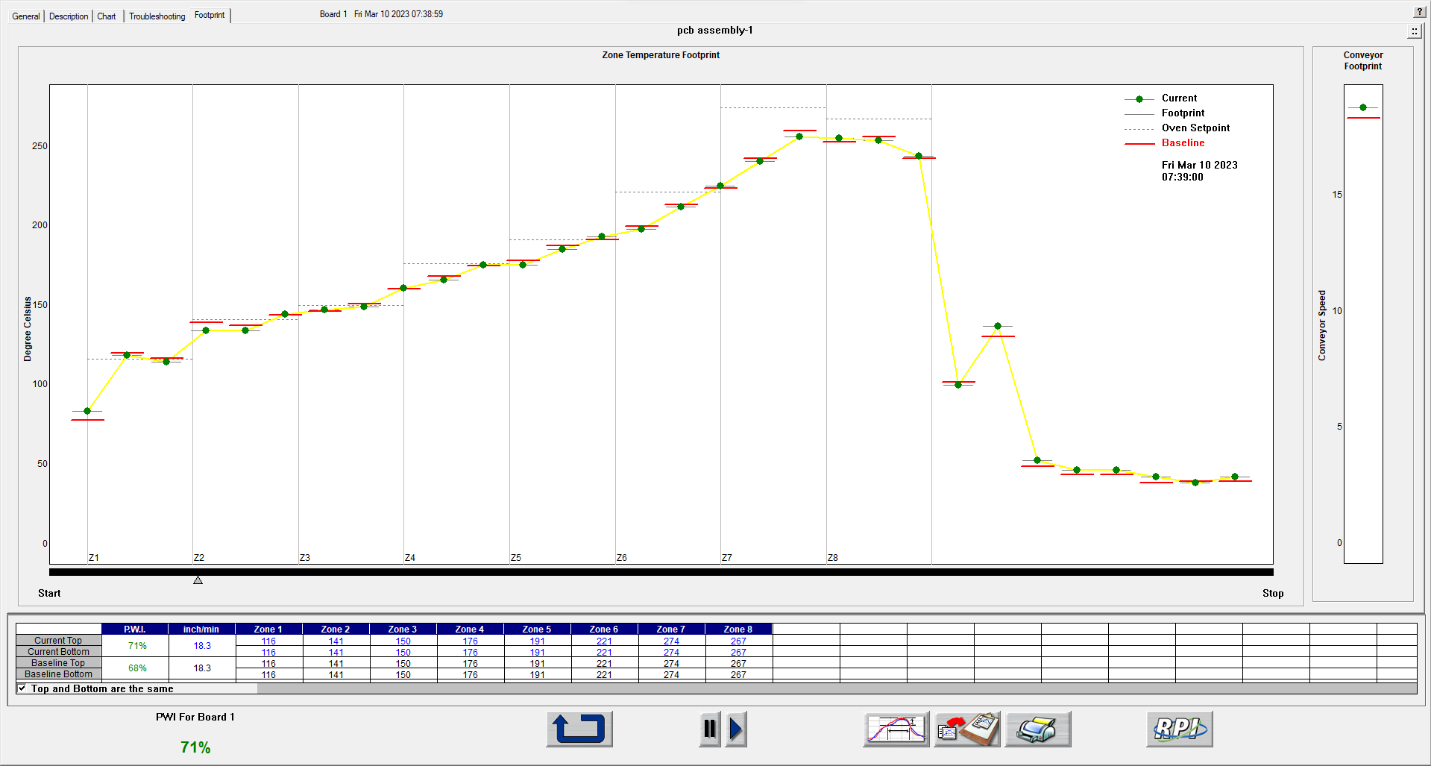 General Description Chart Troubleshooting Footprint Board 1 Fri Mar 10 2023 07:38:59 ?
pcb assembly-1
Zone Temperature Footprint
Conveyor
Footprint
Current
Footprint
Oven Setpoint
Baseline
Fri Mar 10 2023
07:39:00
250
200
150
100
50
0
Degree Celsius
Z1 Z2 Z3 Z4 Z5 Z6 Z7 Z8
15
10
5
0
Conveyor Speed
Start Stop
P.W.I. inch/min Zone 1 Zone 2 Zone 3 Zone 4 Zone 5 Zone 6 Zone 7 Zone 8
Current Top 71% 18.3 116 141 150 176 191 221 274 267
Current Bottom 116 141 150 176 191 221 274 267
Baseline Top 68% 18.3 116 141 150 176 191 221 274 267
Baseline Bottom 116 141 150 176 191 221 274 267
Top and Bottom are the same
PWI For Board 1
71%
RPI